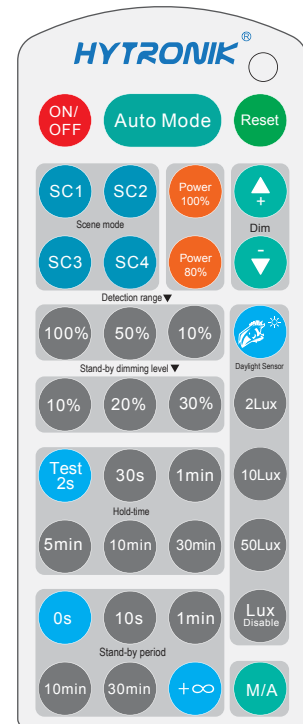 HYTRONIK®
ON/
OFF
Auto Mode
Reset
SC1
SC2
Power
100%
+
Scene mode
Dim
SC3
SC4
Power
80%
-
Detection range▼
100%
50%
10%
Daylight Sensor
Stand-by dimming level ▼
10%
20%
30%
2Lux
Test
2s
30s
1min
10Lux
Hold-time
5min
10min
30min
50Lux
0s
10s
1min
Lux
Disable
Stand-by period
10min
30min
+∞
M/A